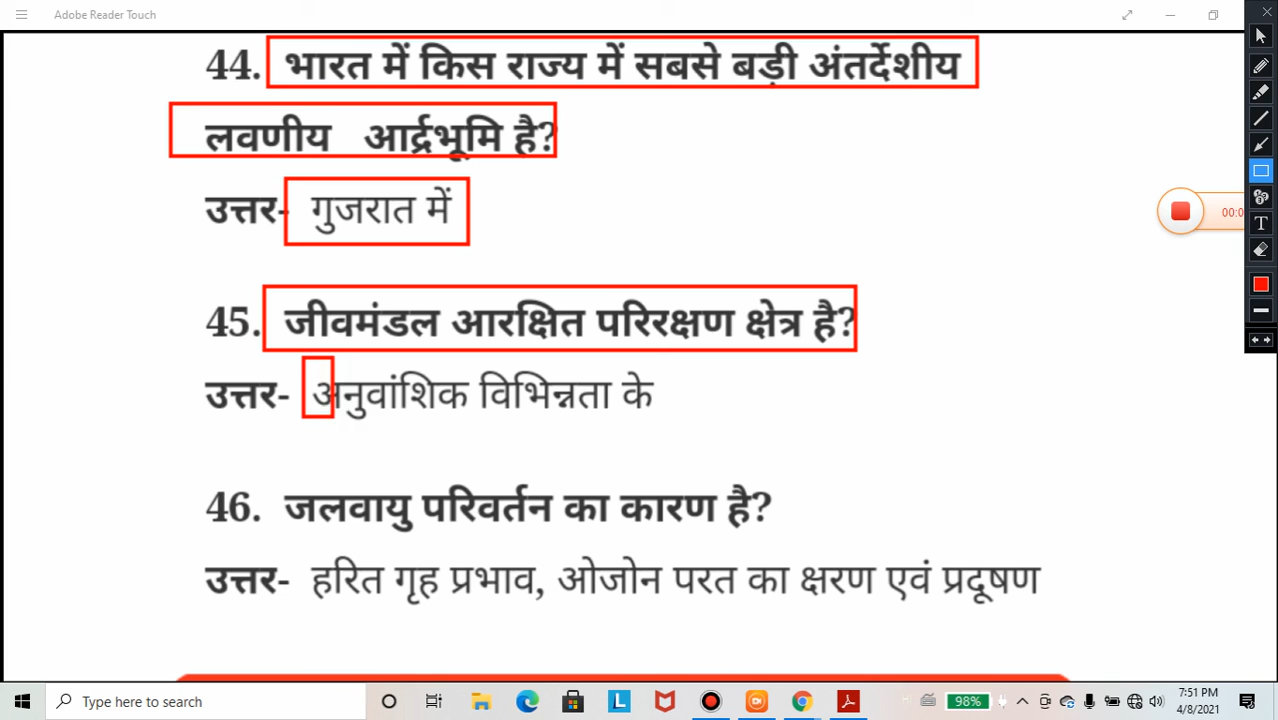 Adobe Reader Touch
44. भारत में किस राज्य में सबसे बड़ी अंतर्देशीय
लवणीय आर्द्रभूमि है?
उत्तर- गुजरात में
00:0
45. जीवमंडल आरक्षित परिरक्षण क्षेत्र है?
उत्तर- अनुवांशिक विभिन्नता के
46. जलवायु परिवर्तन का कारण है?
उत्तर- हरित गृह प्रभाव, ओजोन परत का क्षरण एवं प्रदूषण
Type here to search
98%
7:51 PM
4/8/2021